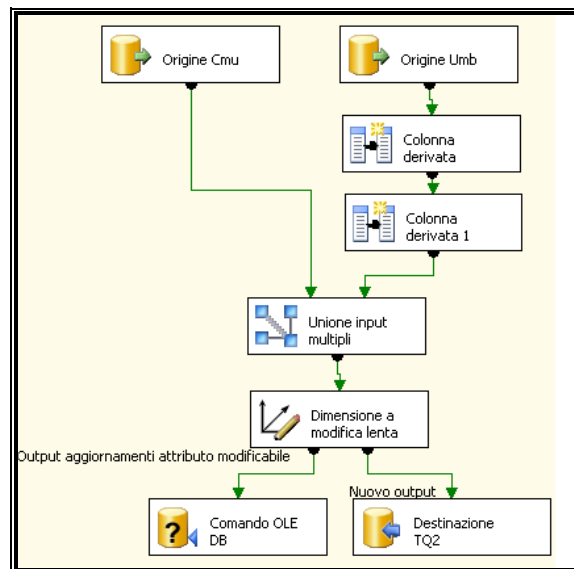 Origine Cmu
Origine Umb
Colonna
derivata
Colonna
derivata 1
Unione input
multipli
Dimensione a
modifica lenta
Output aggiornamenti attributo modificabile
Nuovo output
Comando OLE
DB
Destinazione
TQ2
?